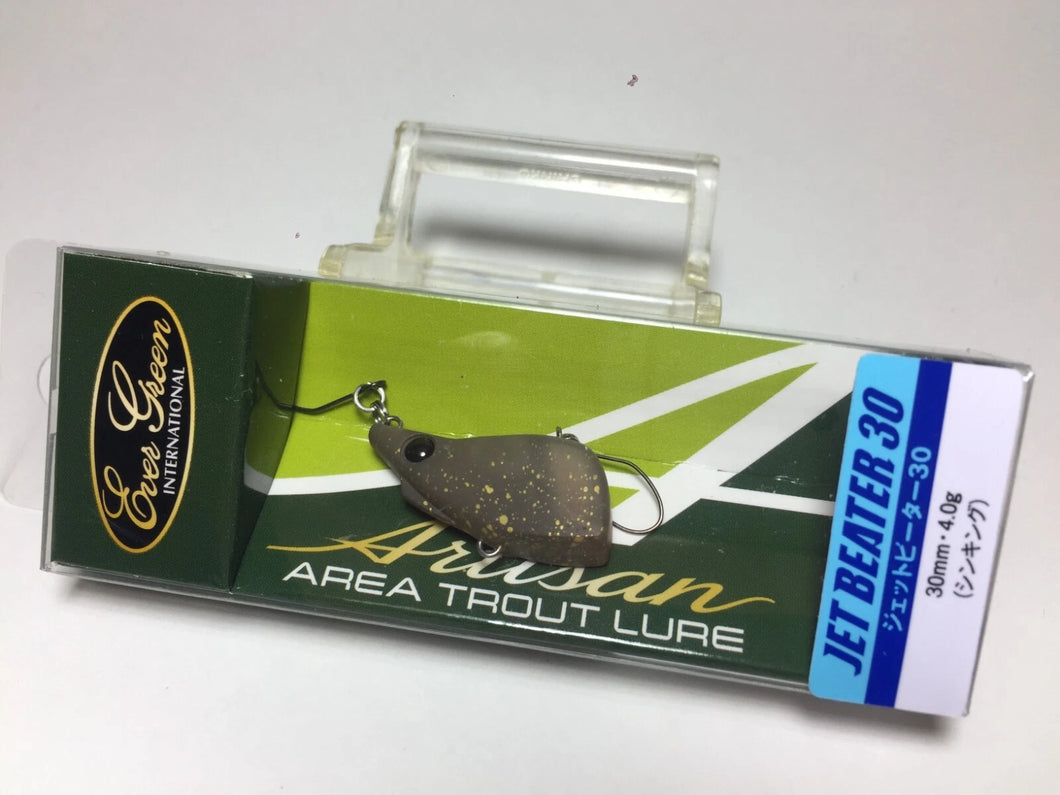 Ever Green
INTERNATIONAL
Artisan
AREA TROUT LURE
JET BEATER 30
ジェットビーター30
30mm・4.0g
(シンキング)